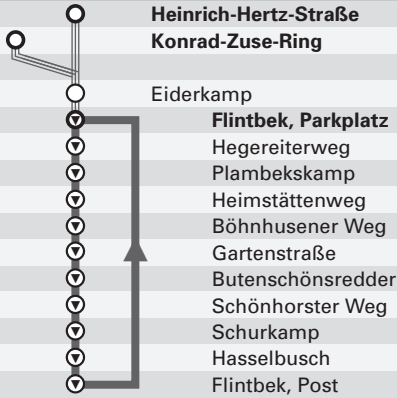 Heinrich-Hertz-Straße
Konrad-Zuse-Ring
Eiderkamp
Flintbek, Parkplatz
Hegereiterweg
Plambekskamp
Heimstättenweg
Böhnhusener Weg
Gartenstraße
Butenschönsredder
Schönhorster Weg
Schurkamp
Hasselbusch
Flintbek, Post